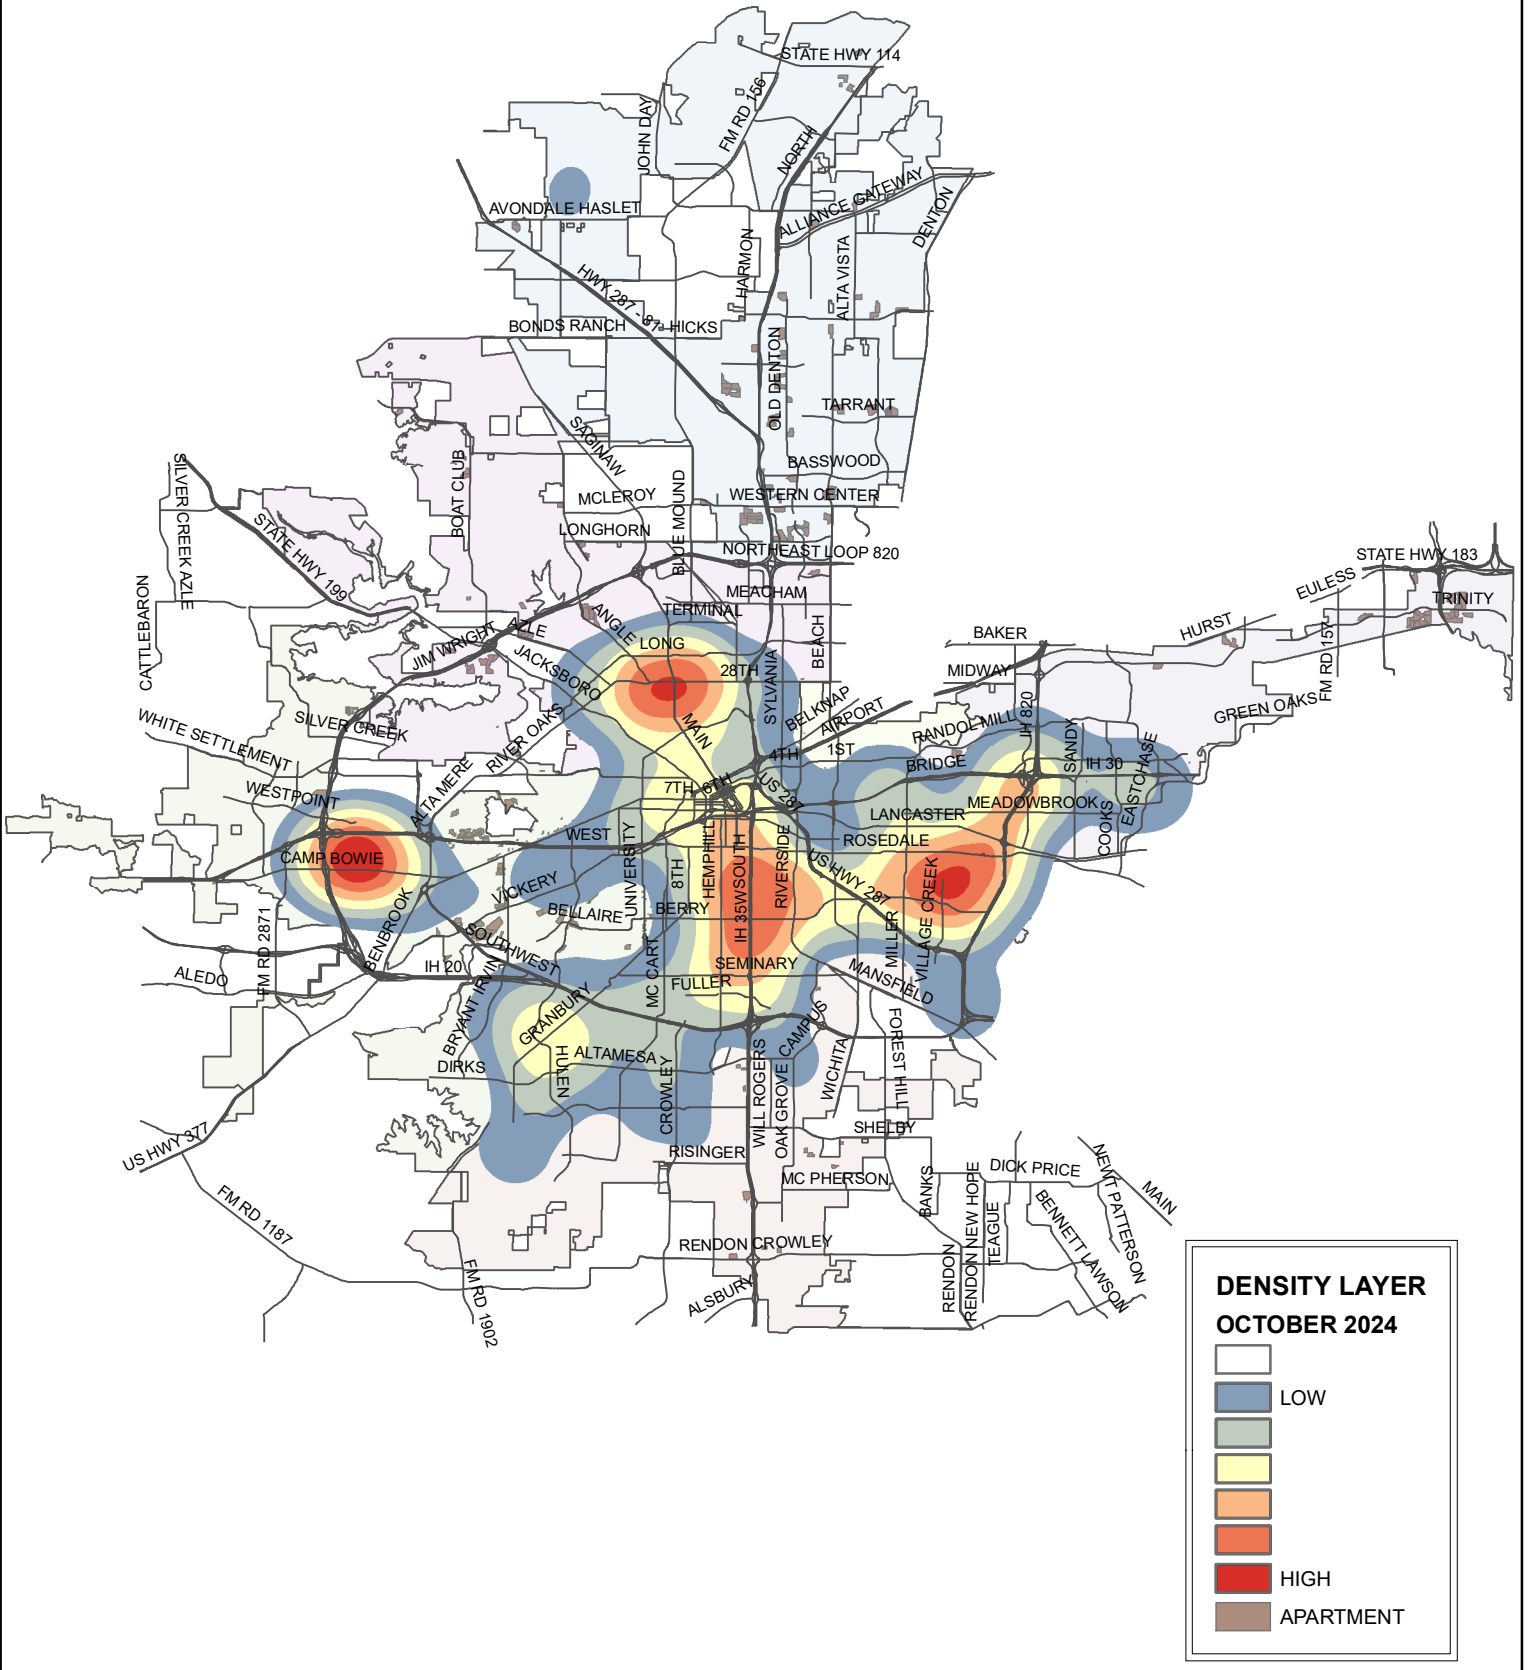 STATE HWY 114
FM RD 156
JOHN DAY
NORTH
ALLIANCE GATEWAY
DENTON
AVONDALE HASLET
HARMON
ALTA VISTA
HWY 287 - 81
HICKS
BONDS RANCH
OLD DENTON
TARRANT
SAGINAW
BASSWOOD
BOAT CLUB
MCLEROY
BLUE MOUND
WESTERN CENTER
SILVER CREEK AZLE
STATE HWY 199
LONGHORN
NORTHEAST LOOP 820
STATE HWY 183
EULESS
TRINITY
CATTLEBARON
MEACHAM
TERMINAL
ANGLE
AZLE
JIM WRIGHT
LONG
BEACH
BAKER
HURST
FM RD 157
JACKSBORO
28TH
SYLVANIA
MIDWAY
BELKNAP
AIRPORT
RANDOL MILL
IH 820
GREEN OAKS
WHITE SETTLEMENT
SILVER CREEK
RIVER OAKS
MAIN
4TH
1ST
SANDY
EASTCHASE
BRIDGE
IH 30
WESTPOINT
ALTA MERE
7TH
6TH
US 287
LANCASTER
MEADOWBROOK
COOKS
WEST
UNIVERSITY
ROSEDALE
CAMP BOWIE
8TH
HEMPHILL
IH 35WSOUTH
RIVERSIDE
US HWY 287
VILLAGE CREEK
VICKERY
BELLAIRE
BERRY
MILLER
FM RD 2871
BENBROOK
SOUTHWEST
MC CART
SEMINARY
MANSFIELD
ALEDO
IH 20
BRYANT IRVIN
FULLER
GRANBURY
CAMPUS
FOREST HILL
DIRKS
HULEN
ALTAMESA
CROWLEY
WILL ROGERS
OAK GROVE
WICHITA
US HWY 377
SHELBY
RISINGER
MC PHERSON
BANKS
RENDON NEW HOPE
DICK PRICE
NEWT PATTERSON
MAIN
TEAGUE
BENNETT LAWSON
FM RD 1187
RENDON CROWLEY
RENDON
FM RD 1902
ALSBURY
DENSITY LAYER
OCTOBER 2024
LOW
HIGH
APARTMENT